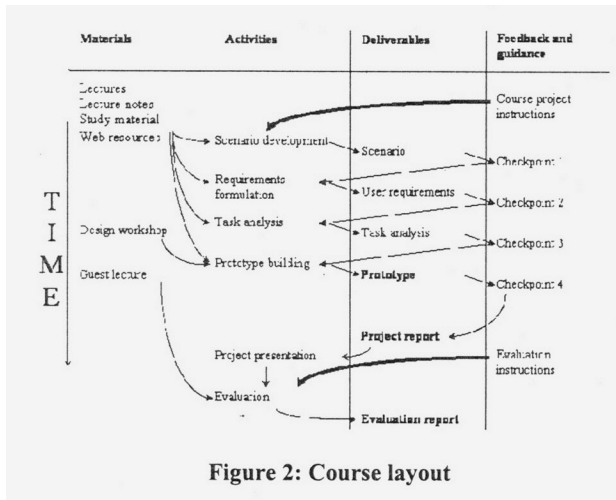 Materials Activities Deliverables Feedback and
guidance
Lectures
Lecture notes
Study material
Web resources
Course project
instructions
Scenario development
Scenario
Checkpoint 1
Requirements
formulation
User requirements
Checkpoint 2
Task analysis
Design workshop
Task analysis
Checkpoint 3
Prototype building
Guest lecture
Prototype
Checkpoint 4
TIME
Project report
Project presentation
Evaluation
instructions
Evaluation
Evaluation report
Figure 2: Course layout